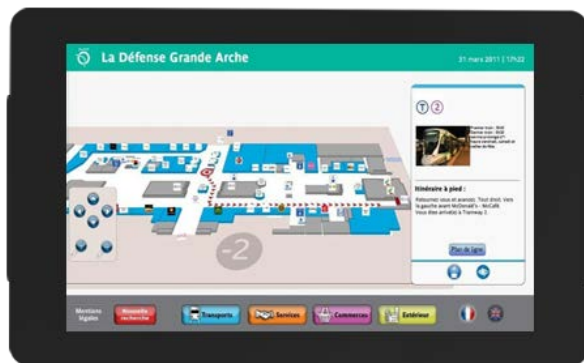 La Défense Grande Arche
31 mars 2011 | 17h22
T 2
Itinéraire à pied :
Retournez vous et avancez. Tout droit. Vers
la gauche avant McDonald's - McCafé.
Vous êtes arrivé(e) à Tramway 2.
Plan de ligne
-2
Mentions
légales
Nouvelle
recherche
Transports
Services
Commerces
Extérieur